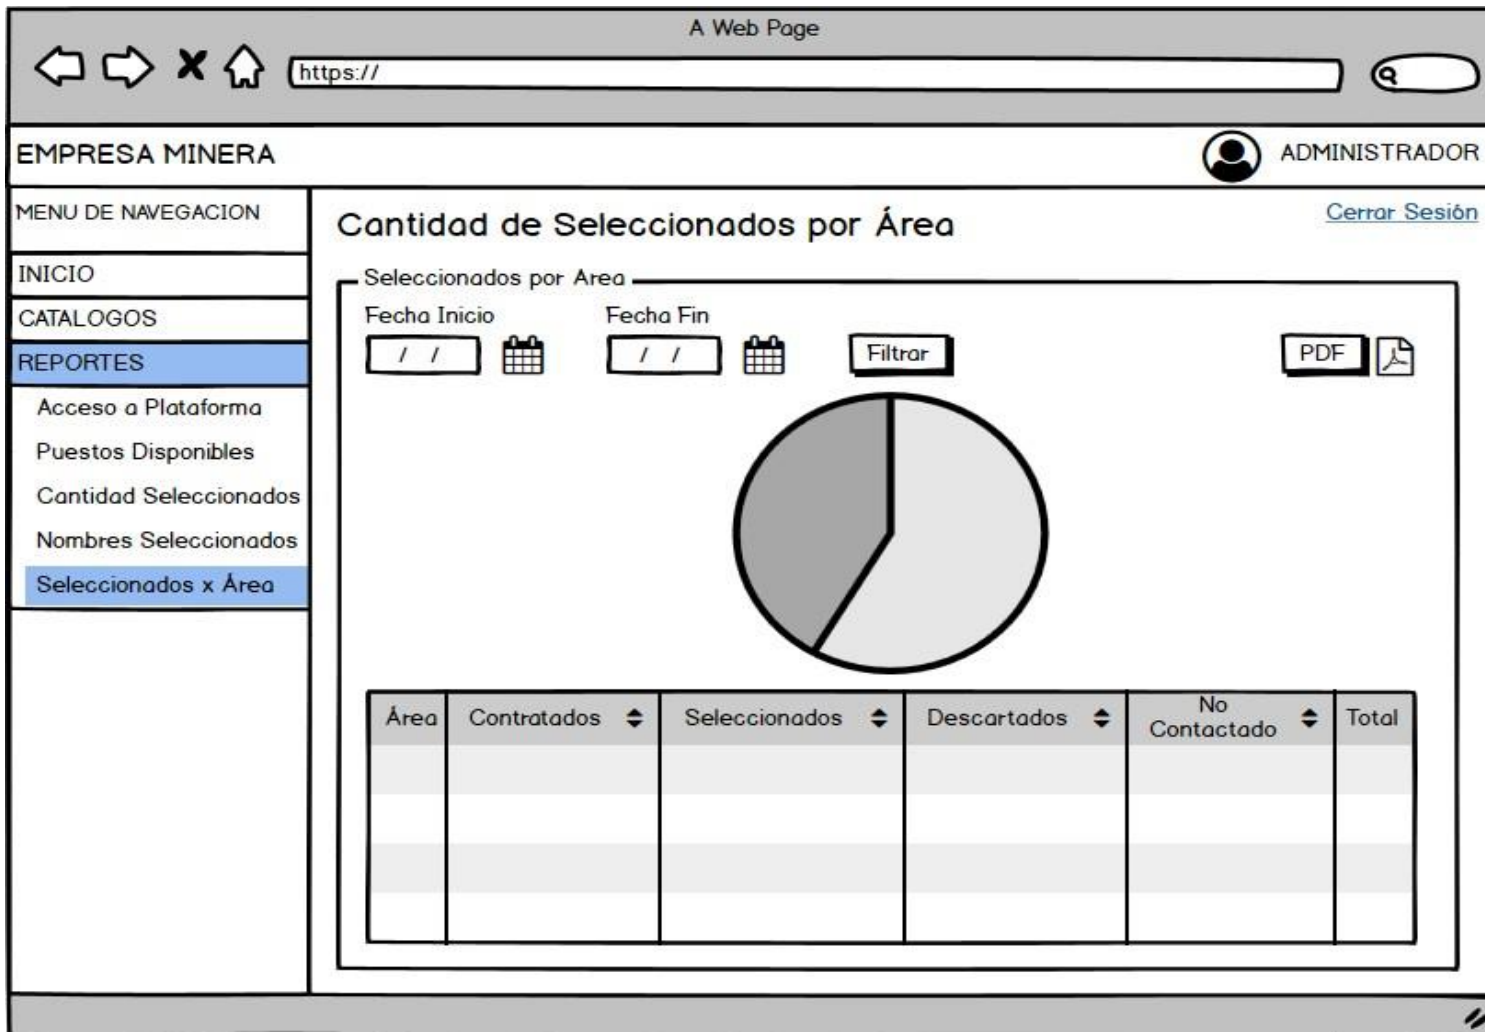 A Web Page
https://
EMPRESA MINERA
ADMINISTRADOR
MENU DE NAVEGACION
Cerrar Sesión
Cantidad de Seleccionados por Área
INICIO
CATALOGOS
REPORTES
Acceso a Plataforma
Puestos Disponibles
Cantidad Seleccionados
Nombres Seleccionados
Seleccionados x Área
Seleccionados por Area
Fecha Inicio
Fecha Fin
/ /
/ /
Filtrar
PDF
Área
Contratados
Seleccionados
Descartados
No
Contactado
Total